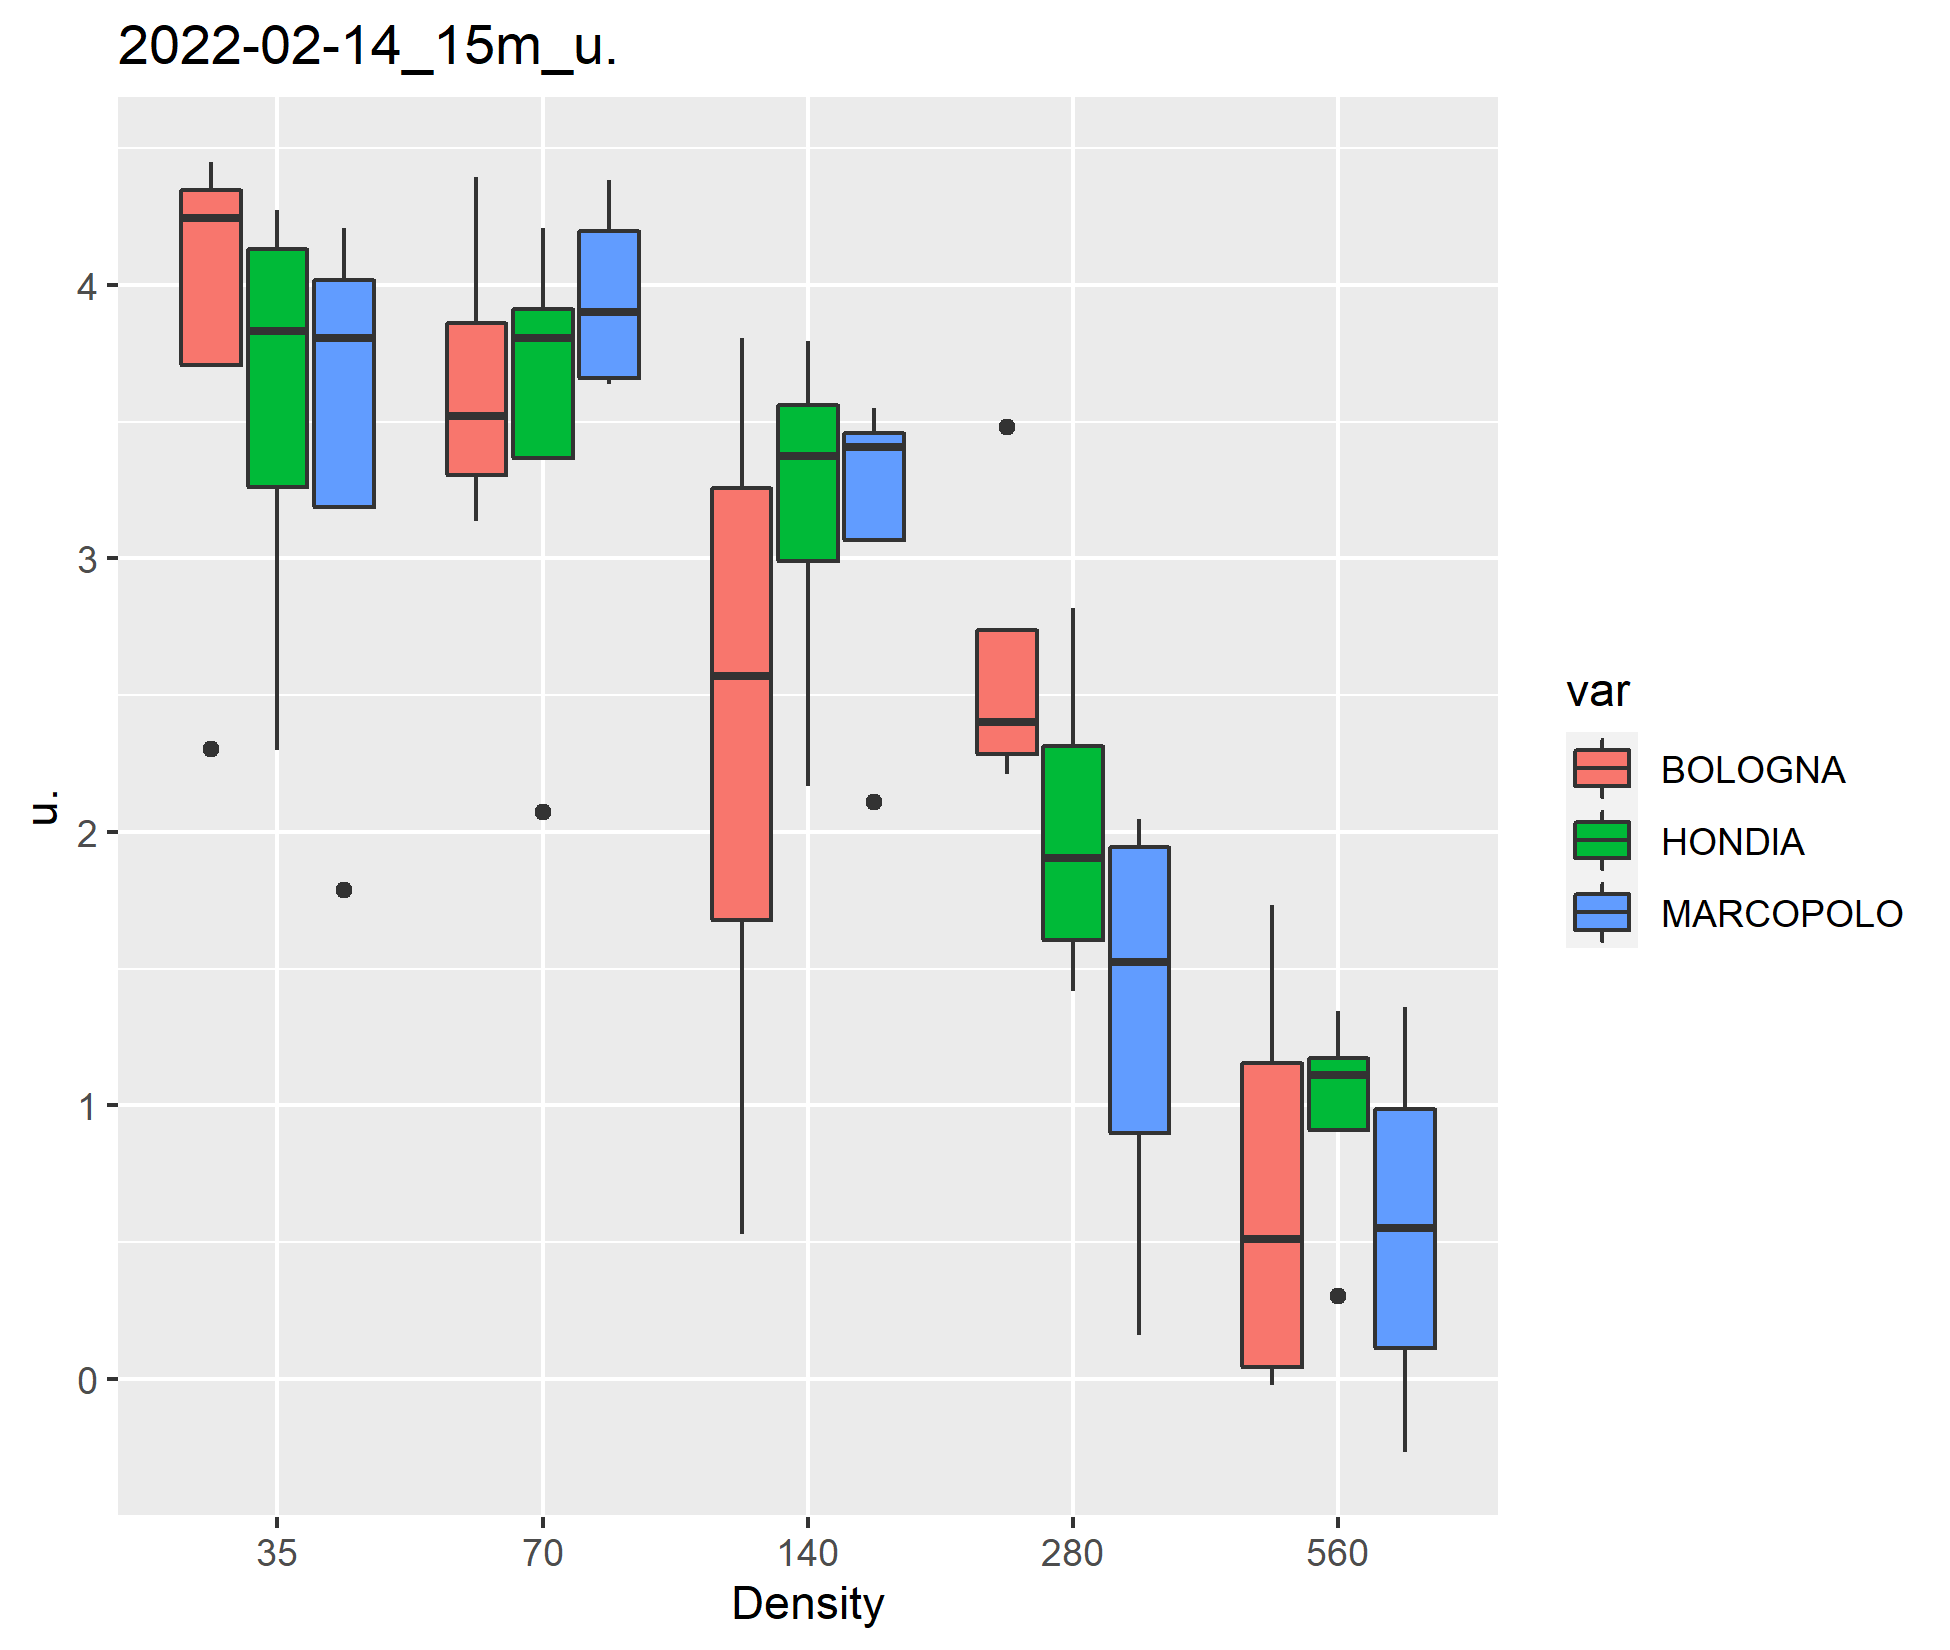 2022-02-14_15m_u.
u.
4
3
2
1
0
35 70 140 280 560
Density
var
BOLOGNA
HONDIA
MARCOPOLO